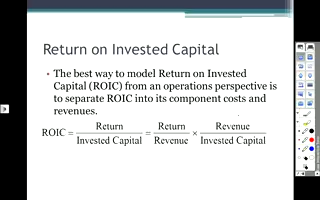 Return on Invested Capital
• The best way to model Return on Invested
Capital (ROIC) from an operations perspective is
to separate ROIC into its component costs and
revenues.
ROIC = Return / Invested Capital = Return / Revenue × Revenue / Invested Capital